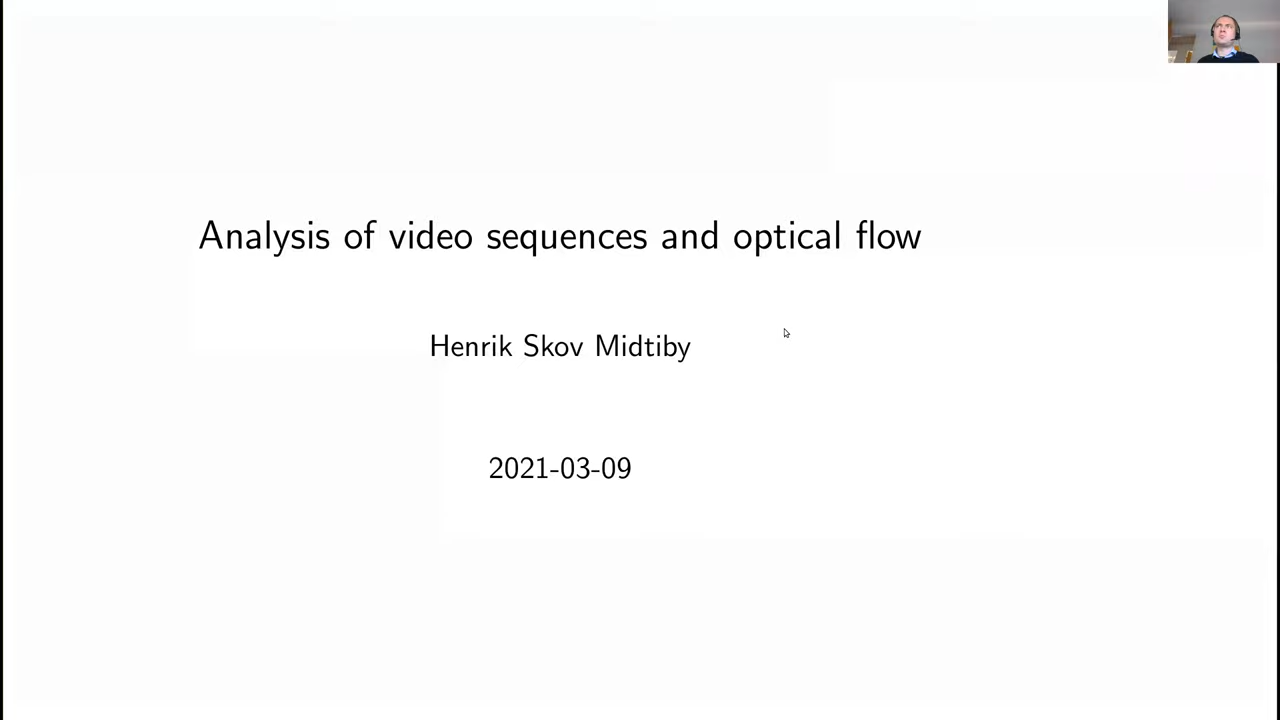 Analysis of video sequences and optical flow
Henrik Skov Midtiby
2021-03-09